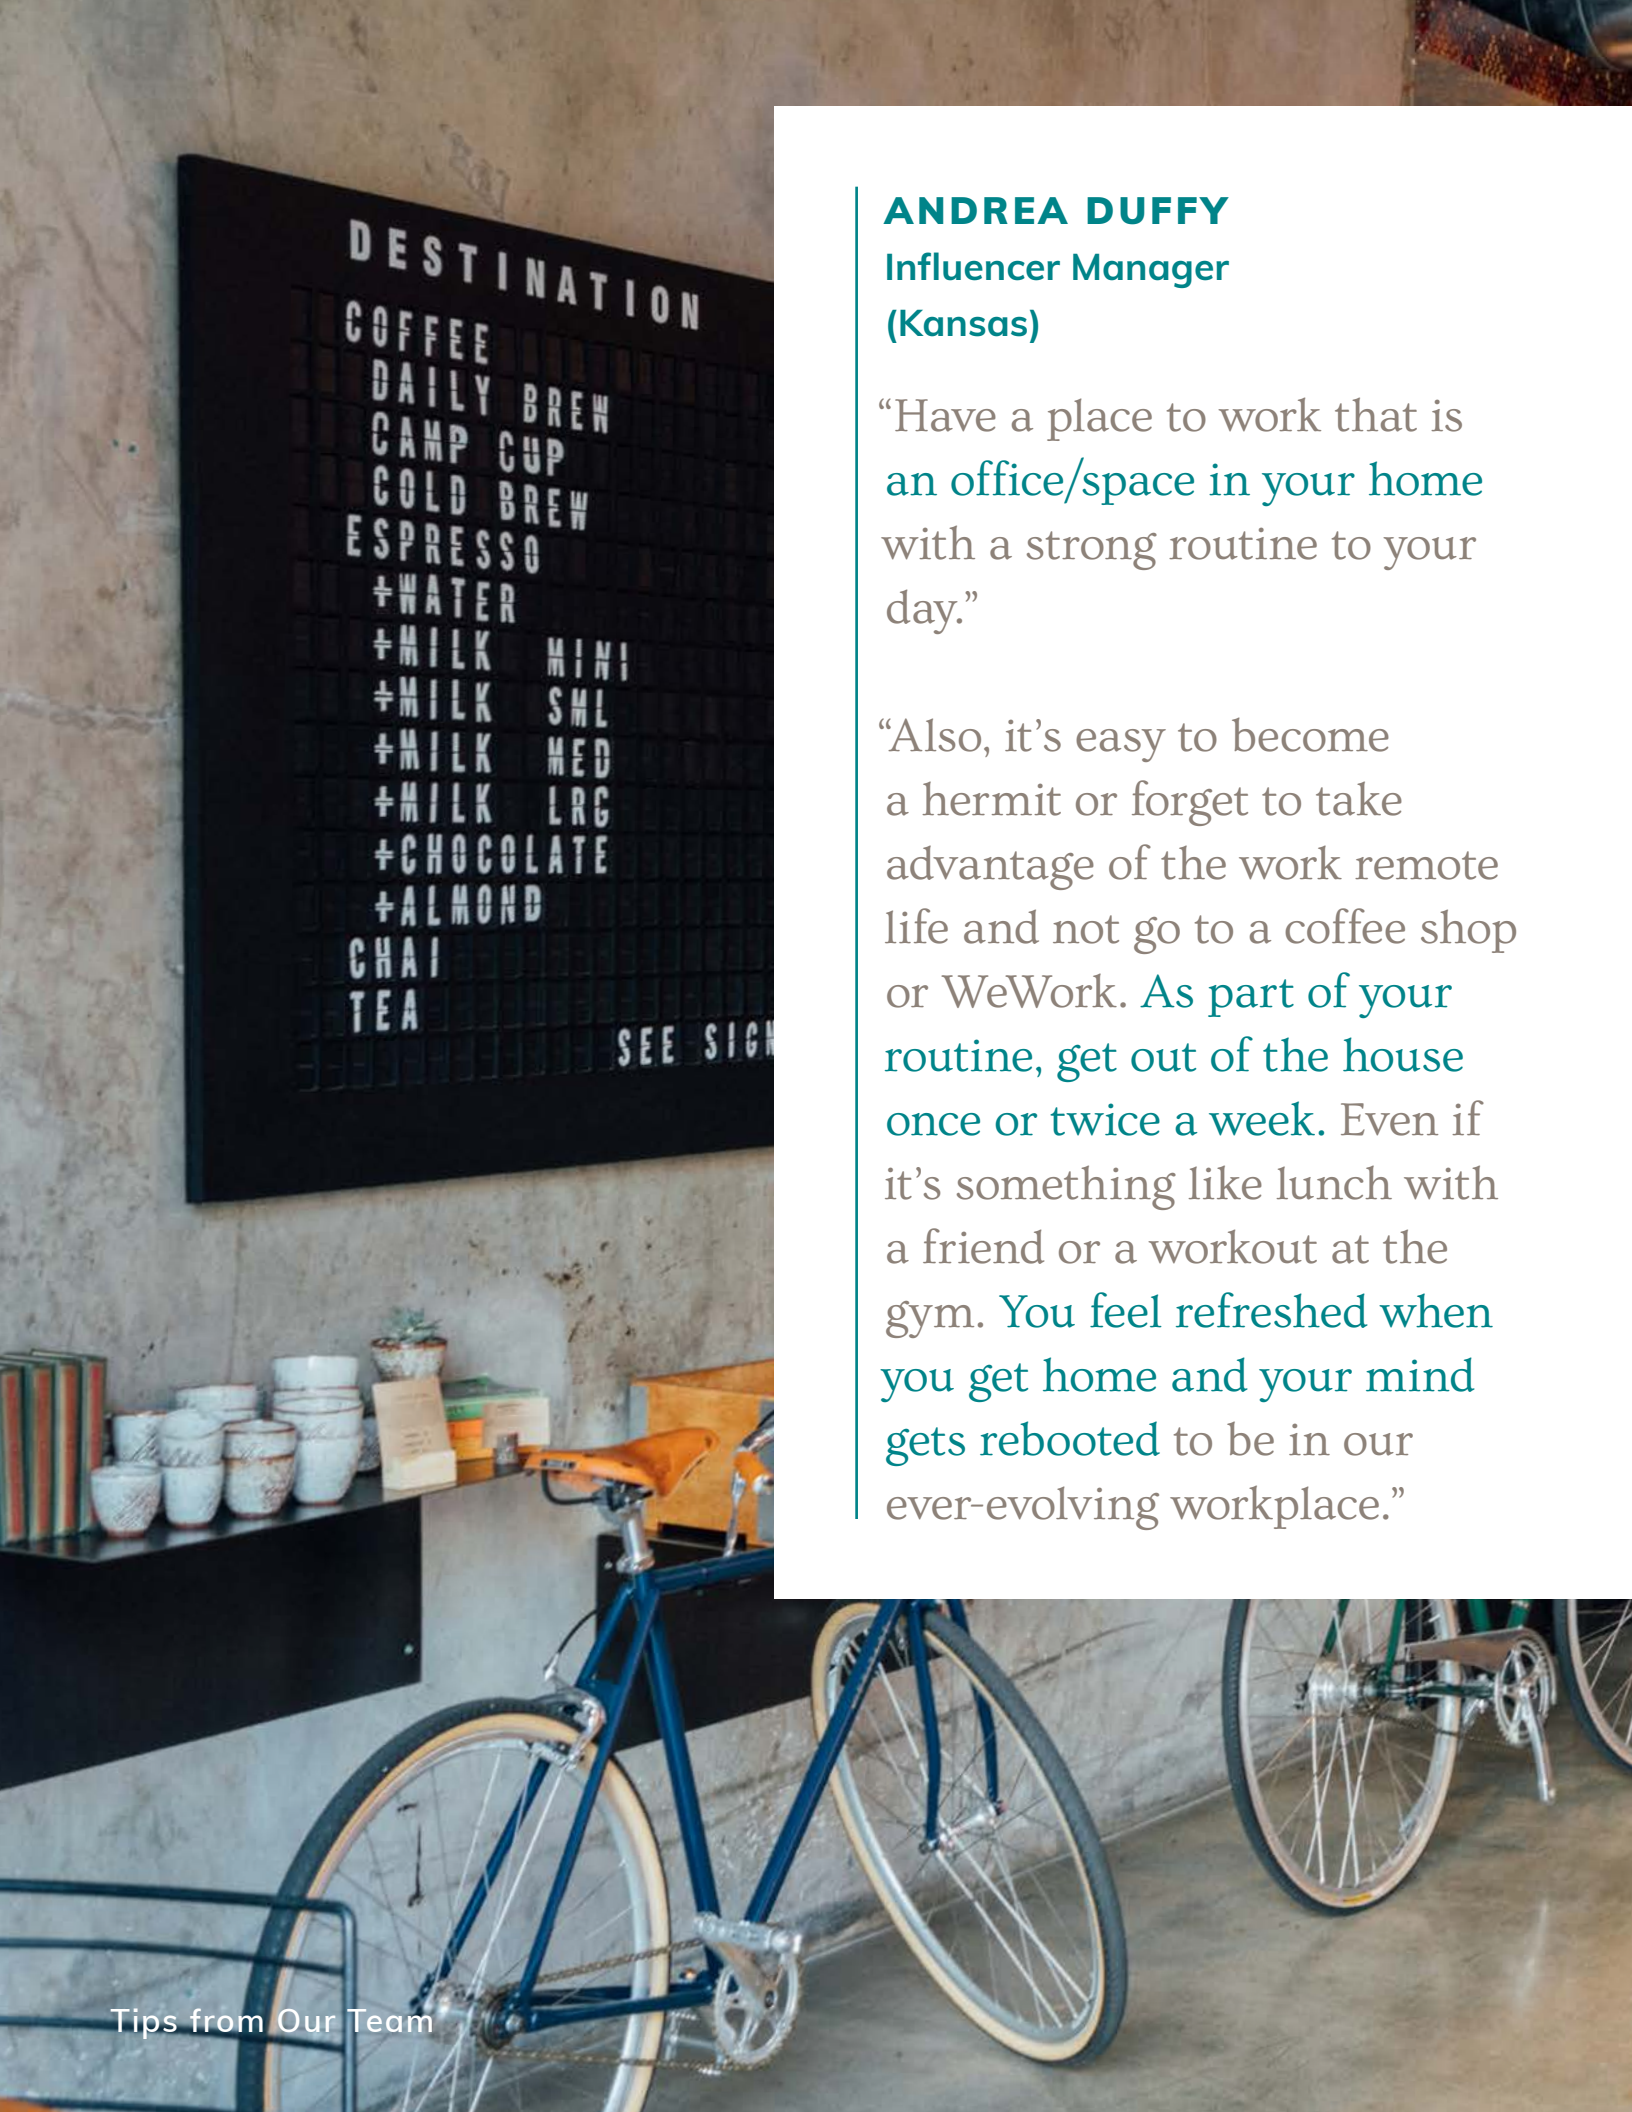 DESTINATION
COFFEE
DAILY BREW
CAMP CUP
COLD BREW
ESPRESSO
+WATER
+MILK MINI
+MILK SML
+MILK MED
+MILK LRG
+CHOCOLATE
+ALMOND
CHAI
TEA
SEE SIGN
ANDREA DUFFY
Influencer Manager
(Kansas)
“Have a place to work that is
an office/space in your home
with a strong routine to your
day.”
“Also, it’s easy to become
a hermit or forget to take
advantage of the work remote
life and not go to a coffee shop
or WeWork. As part of your
routine, get out of the house
once or twice a week. Even if
it’s something like lunch with
a friend or a workout at the
gym. You feel refreshed when
you get home and your mind
gets rebooted to be in our
ever-evolving workplace.”
Tips from Our Team